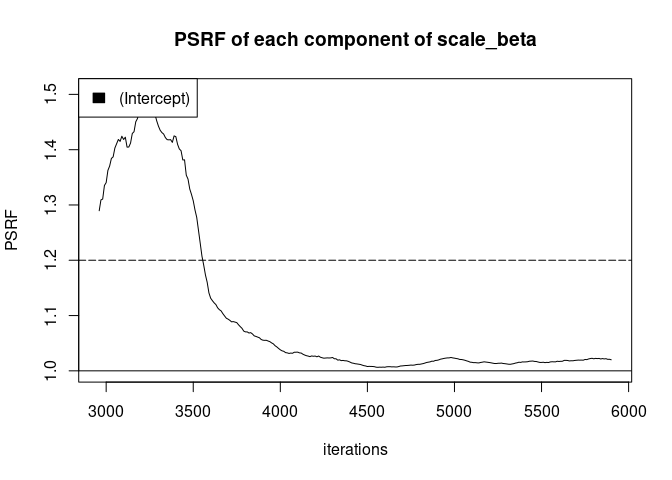 PSRF of each component of scale_beta
(Intercept)
PSRF
1.5
1.4
1.3
1.2
1.1
1.0
3000 3500 4000 4500 5000 5500 6000
iterations